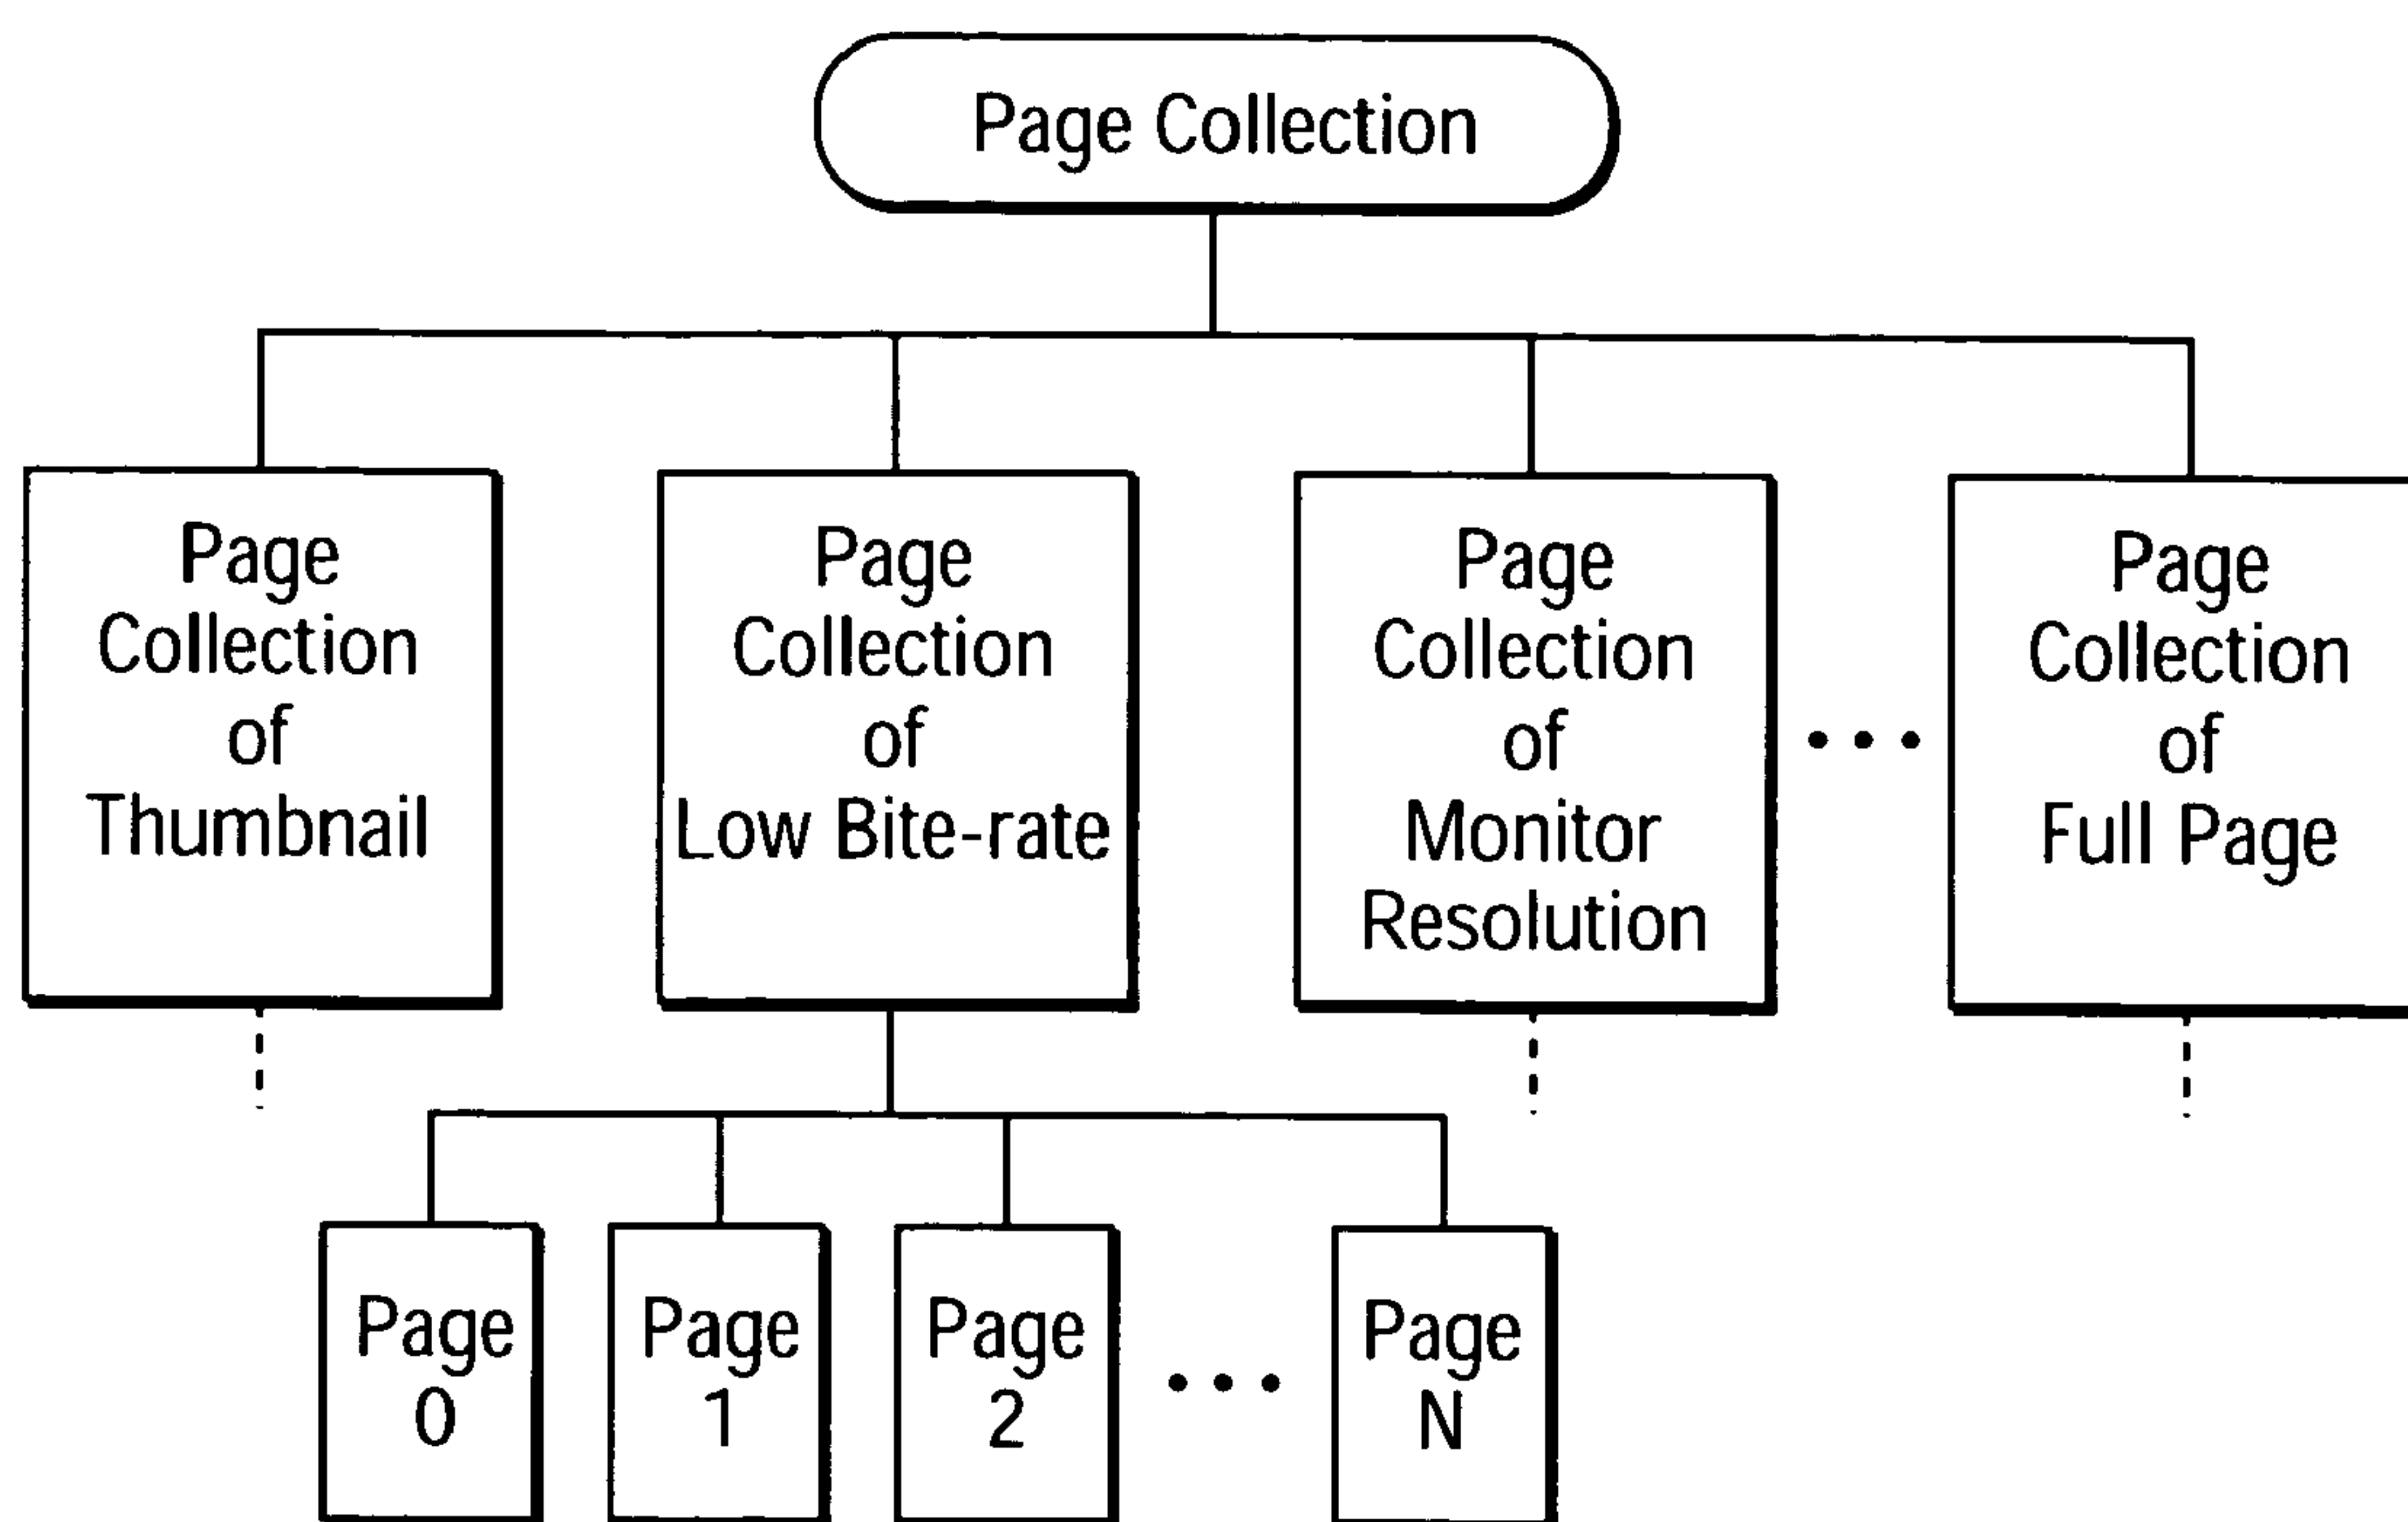 Page Collection
Page
Collection
of
Thumbnail
Page
Collection
of
Low Bite-rate
Page
Collection
of
Monitor
Resolution
• • •
Page
Collection
of
Full Page
Page
0
Page
1
Page
2
• • •
Page
N